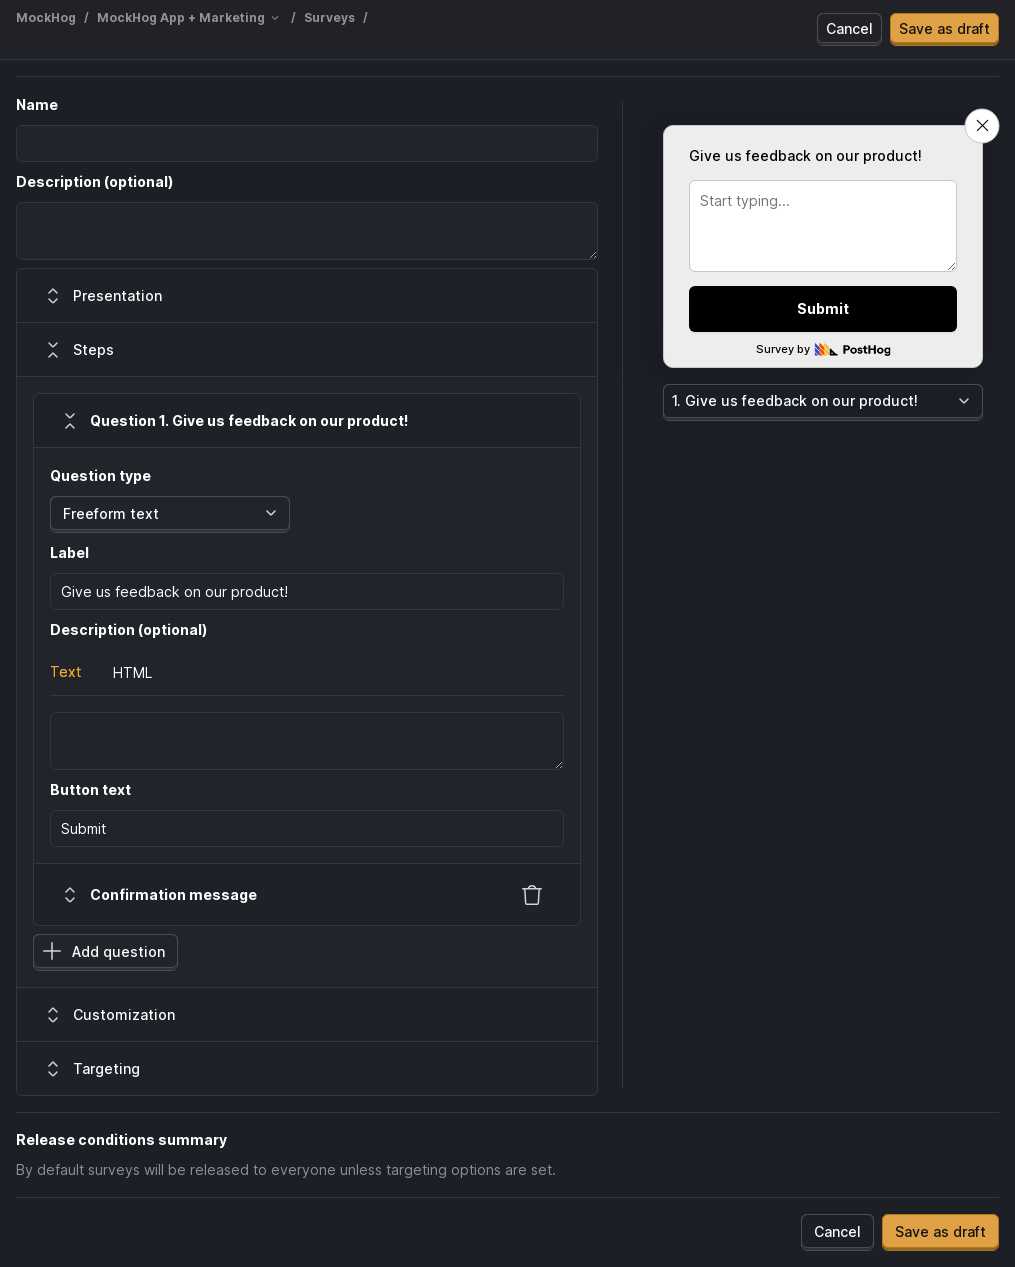 MockHog / MockHog App + Marketing / Surveys /
Cancel
Save as draft
Name
Description (optional)
Presentation
Steps
Question 1. Give us feedback on our product!
Question type
Freeform text
Label
Give us feedback on our product!
Description (optional)
Text
HTML
Button text
Submit
Confirmation message
Add question
Customization
Targeting
Give us feedback on our product!
Start typing...
Submit
Survey by PostHog
1. Give us feedback on our product!
Release conditions summary
By default surveys will be released to everyone unless targeting options are set.
Cancel
Save as draft